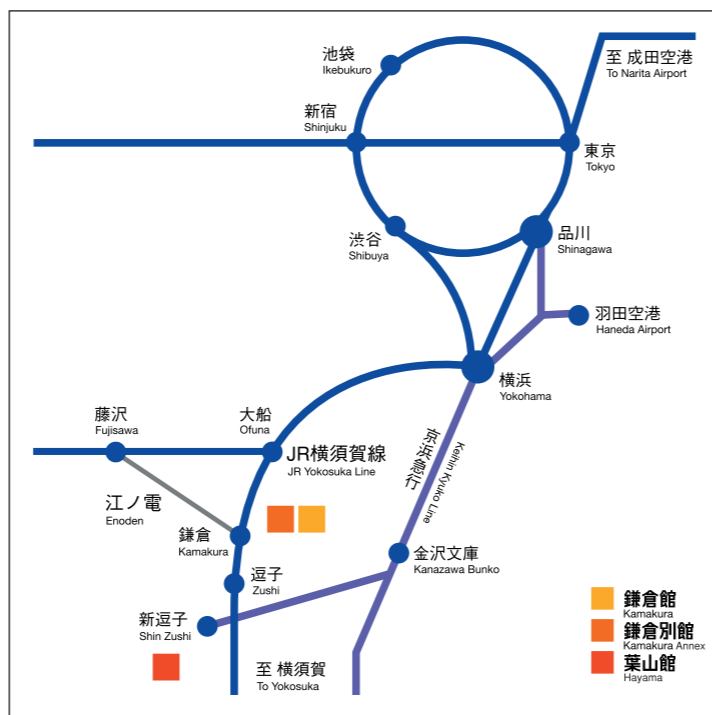 池袋
Ikebukuro
至 成田空港
To Narita Airport
新宿
Shinjuku
東京
Tokyo
渋谷
Shibuya
品川
Shinagawa
羽田空港
Haneda Airport
横浜
Yokohama
藤沢
Fujisawa
大船
Ofuna
JR横須賀線
JR Yokosuka Line
京浜急行
Keihin Kyuko Line
江ノ電
Enoden
鎌倉
Kamakura
金沢文庫
Kanazawa Bunko
逗子
Zushi
新逗子
Shin Zushi
至 横須賀
To Yokosuka
鎌倉館
Kamakura
鎌倉別館
Kamakura Annex
葉山館
Hayama